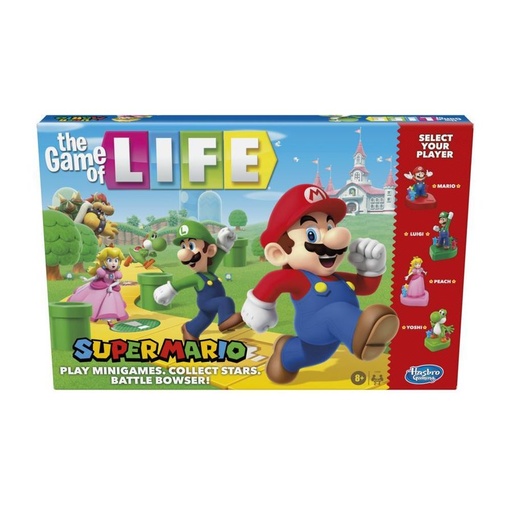 the
Game
of
LIFE
SELECT
YOUR
PLAYER
MARIO
LUIGI
PEACH
YOSHI
SUPER MARIO
PLAY MINIGAMES. COLLECT STARS.
BATTLE BOWSER!
8+
Hasbro
Gaming
M
L